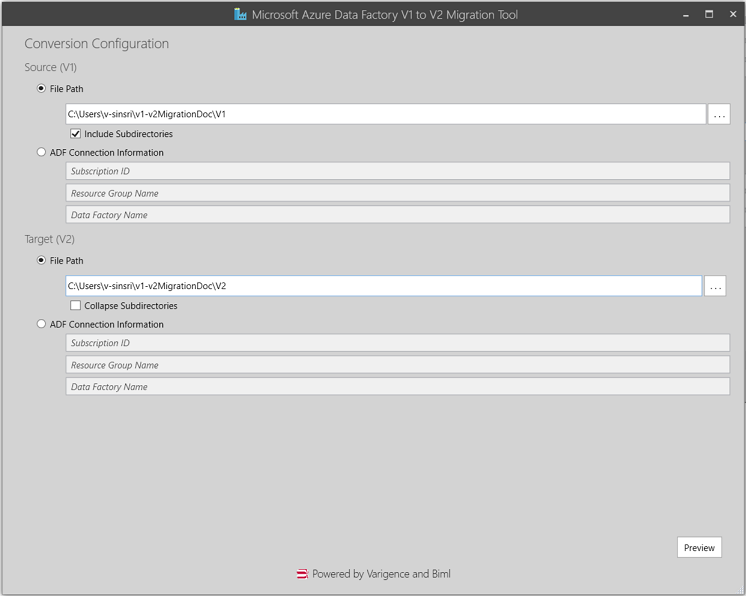 Microsoft Azure Data Factory V1 to V2 Migration Tool
Conversion Configuration
Source (V1)
File Path
C:\Users\v-sinsri\v1-v2MigrationDoc\V1
...
Include Subdirectories
ADF Connection Information
Subscription ID
Resource Group Name
Data Factory Name
Target (V2)
File Path
C:\Users\v-sinsri\v1-v2MigrationDoc\V2
...
Collapse Subdirectories
ADF Connection Information
Subscription ID
Resource Group Name
Data Factory Name
Preview
Powered by Varigence and Biml